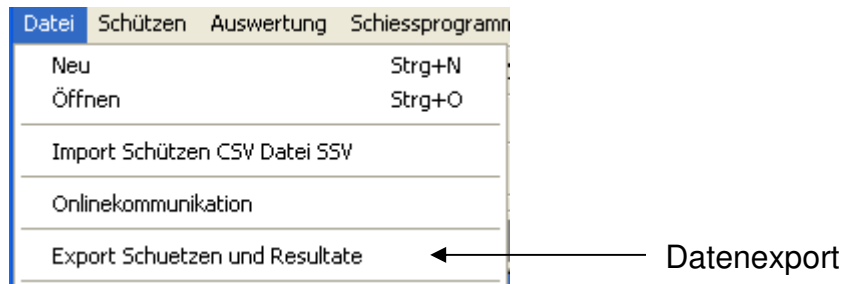 Datei Schützen Auswertung Schiessprogramm
Neu Strg+N
Öffnen Strg+O
Import Schützen CSV Datei SSV
Onlinekommunikation
Export Schuetzen und Resultate Datenexport